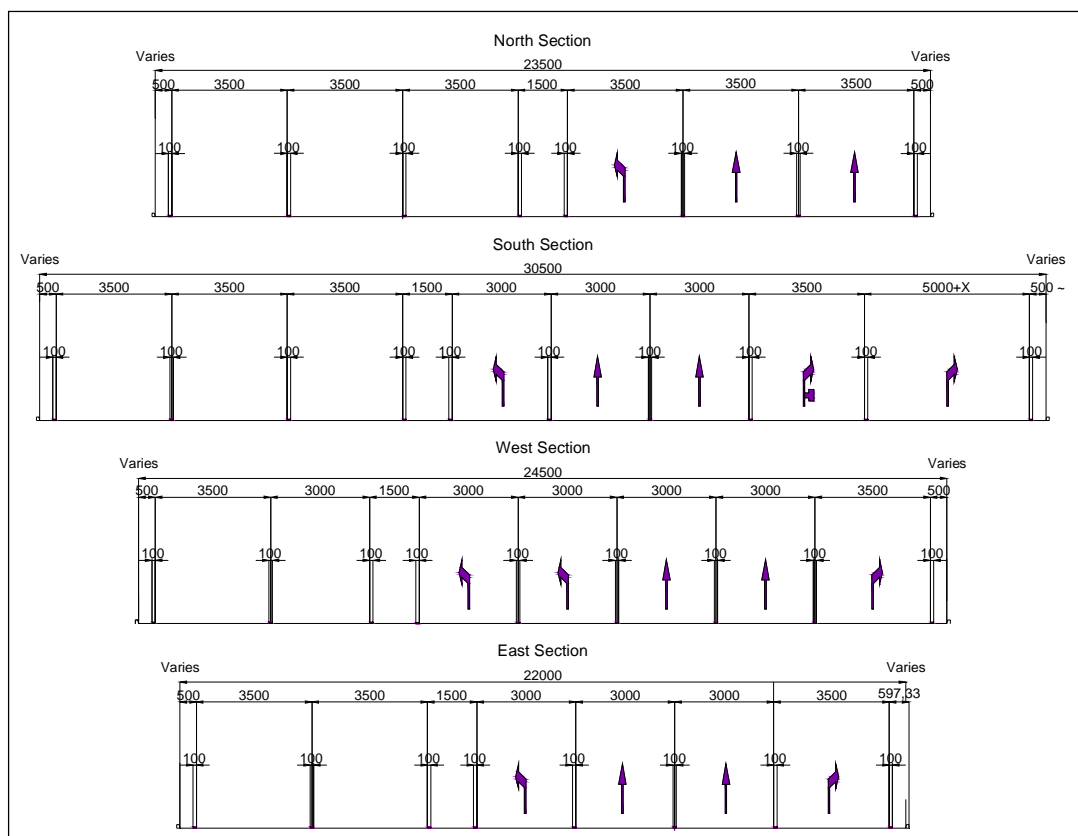 North Section
Varies Varies
23500
500 3500 3500 3500 1500 3500 3500 3500 500
100 100 100 100 100 100 100 100
South Section
Varies Varies
30500
500 3500 3500 3500 1500 3000 3000 3000 3500 5000+X 500 ~
100 100 100 100 100 100 100 100 100 100
West Section
Varies Varies
24500
500 3500 3000 1500 3000 3000 3000 3000 3500 500
100 100 100 100 100 100 100 100 100
East Section
Varies Varies
22000
500 3500 3500 1500 3000 3000 3000 3500 597,33
100 100 100 100 100 100 100 100